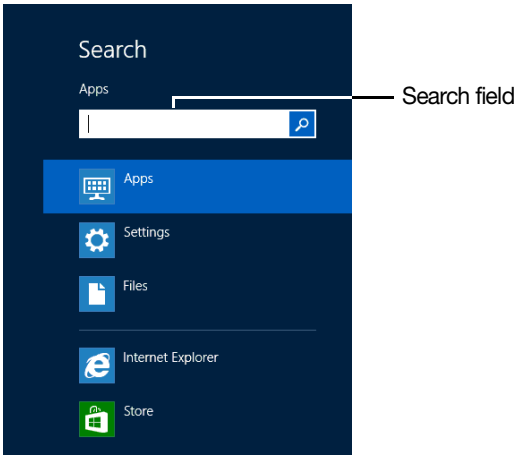 Search
Apps
Search field
Apps
Settings
Files
Internet Explorer
Store